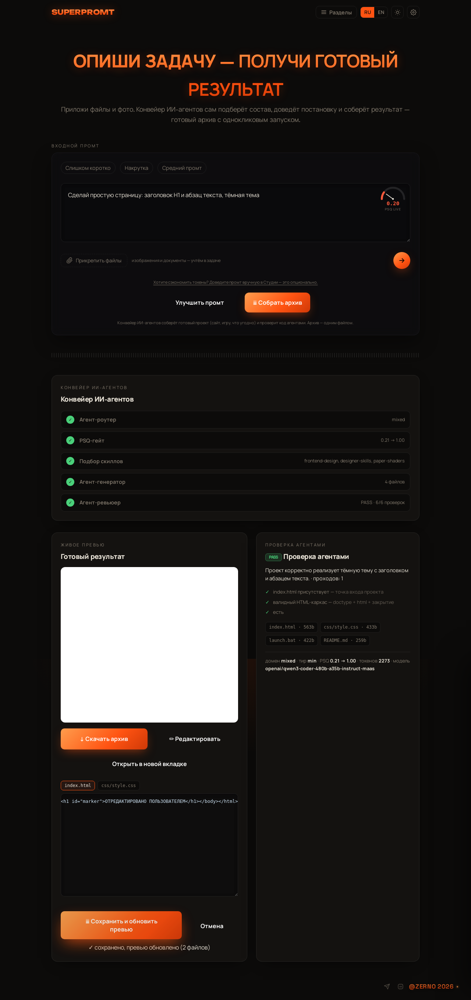 SUPERPROMT
Разделы
RU EN
ОПИШИ ЗАДАЧУ — ПОЛУЧИ ГОТОВЫЙ
РЕЗУЛЬТАТ
Приложи файлы и фото. Конвейер ИИ-агентов сам подберёт состав, доведёт постановку и соберёт результат —
готовый архив с однокликовым запуском.
ВХОДНОЙ ПРОМТ
Слишком коротко
Накрутка
Средний промт
Сделай простую страницу: заголовок H1 и абзац текста, тёмная тема
0.20
PSQ LIVE
Прикрепить файлы
изображения и документы — учтём в задаче
Хотите сэкономить токены? Доведите промт вручную в Студии — это опционально.
Улучшить промт
Собрать архив
Конвейер ИИ-агентов соберёт готовый проект (сайт, игру, что угодно) и проверит код агентами. Архив — одним файлом.
КОНВЕЙЕР ИИ-АГЕНТОВ
Конвейер ИИ-агентов
✓ Агент-роутер mixed
✓ PSQ-гейт 0.21 → 1.00
✓ Подбор скиллов frontend-design, designer-skills, paper-shaders
✓ Агент-генератор 4 файлов
✓ Агент-ревьюер PASS · 6/6 проверок
ЖИВОЕ ПРЕВЬЮ
Готовый результат
↓ Скачать архив
✏ Редактировать
Открыть в новой вкладке
index.html
css/style.css
<h1 id="marker">ОТРЕДАКТИРОВАНО ПОЛЬЗОВАТЕЛЕМ</h1></body></html>
Сохранить и обновить
превью
Отмена
✓ сохранено, превью обновлено (2 файлов)
ПРОВЕРКА АГЕНТАМИ
PASS Проверка агентами
Проект корректно реализует тёмную тему с заголовком
и абзацем текста. · проходов: 1
✓ index.html присутствует — точка входа проекта
✓ валидный HTML-каркас — doctype + html + закрытие
✓ есть
index.html · 563b
css/style.css · 433b
launch.bat · 422b
README.md · 259b
домен mixed · тир min · PSQ 0.21 → 1.00 · токенов 2273 · модель
openai/qwen3-coder-480b-a35b-instruct-maas
@ZERNO 2026